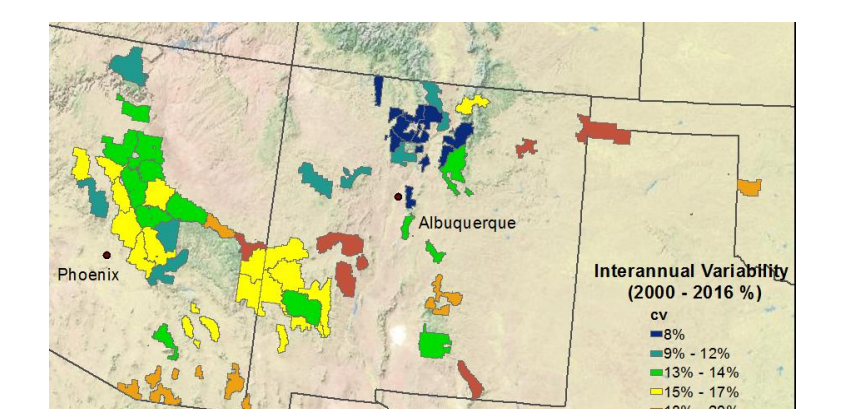 Albuquerque
Phoenix
Interannual Variability
(2000 - 2016 %)
cv
8%
9% - 12%
13% - 14%
15% - 17%